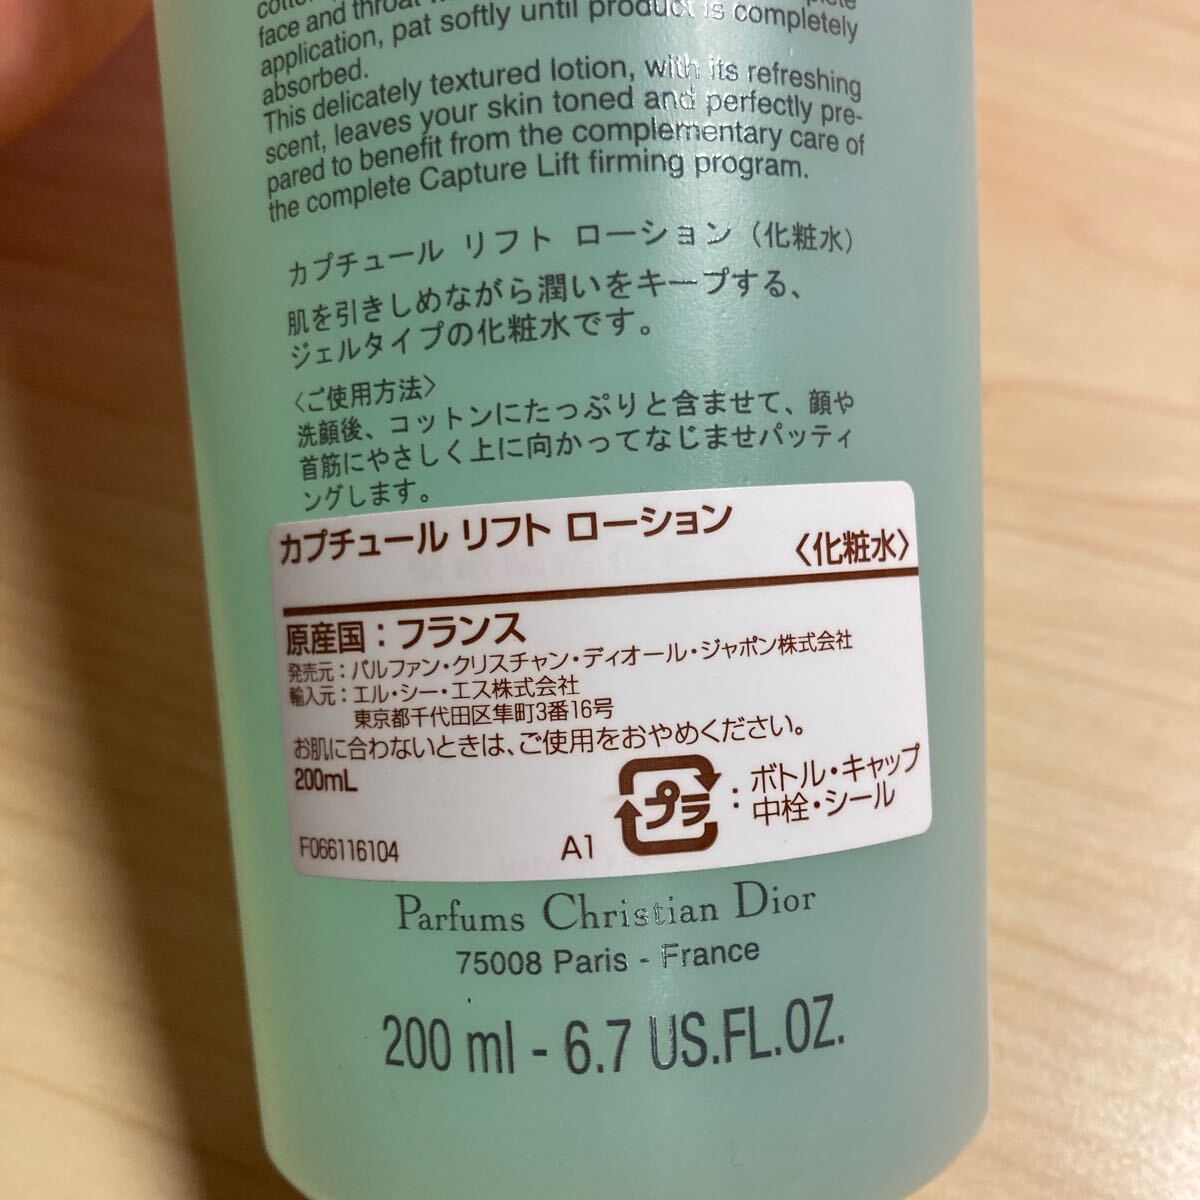 face and throat
application, pat softly until product is completely
absorbed.
This delicately textured lotion, with its refreshing
scent, leaves your skin toned and perfectly pre-
pared to benefit from the complementary care of
the complete Capture Lift firming program.
カプチュール リフト ローション（化粧水）
肌を引きしめながら潤いをキープする、
ジェルタイプの化粧水です。
〈ご使用方法〉
洗顔後、コットンにたっぷりと含ませて、顔や
首筋にやさしく上に向かってなじませパッティ
ングします。
カプチュール リフト ローション
〈化粧水〉
原産国：フランス
発売元：パルファン・クリスチャン・ディオール・ジャポン株式会社
輸入元：エル・シー・エス株式会社
東京都千代田区隼町3番16号
お肌に合わないときは、ご使用をおやめください。
200mL
プラ：ボトル・キャップ
中栓・シール
F066116104 A1
Parfums Christian Dior
75008 Paris - France
200 ml - 6.7 US.FL.OZ.